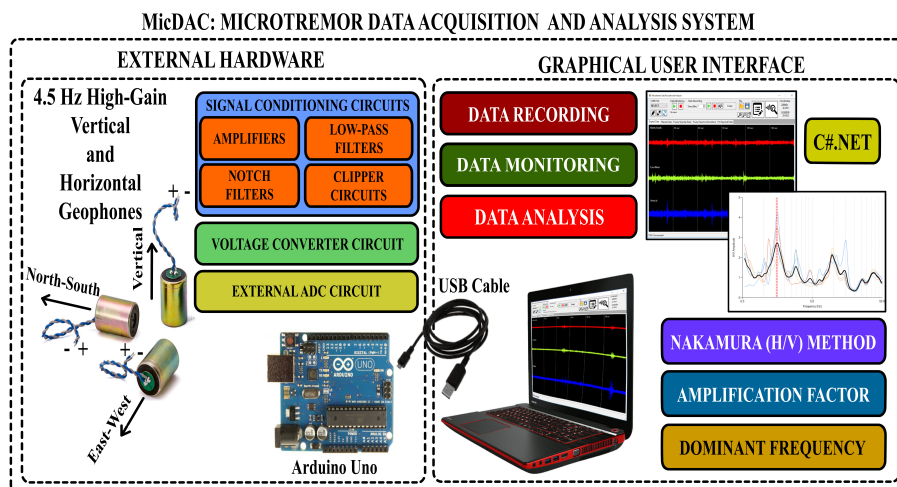 MicDAC: MICROTREMOR DATA ACQUISITION AND ANALYSIS SYSTEM
EXTERNAL HARDWARE
4.5 Hz High-Gain
Vertical
and
Horizontal
Geophones
+ -
Vertical
North-South
- +
+ -
East-West
SIGNAL CONDITIONING CIRCUITS
AMPLIFIERS
LOW-PASS
FILTERS
NOTCH
FILTERS
CLIPPER
CIRCUITS
VOLTAGE CONVERTER CIRCUIT
EXTERNAL ADC CIRCUIT
ARDUINO
UNO
Arduino Uno
USB Cable
GRAPHICAL USER INTERFACE
DATA RECORDING
DATA MONITORING
DATA ANALYSIS
C#.NET
NAKAMURA (H/V) METHOD
AMPLIFICATION FACTOR
DOMINANT FREQUENCY